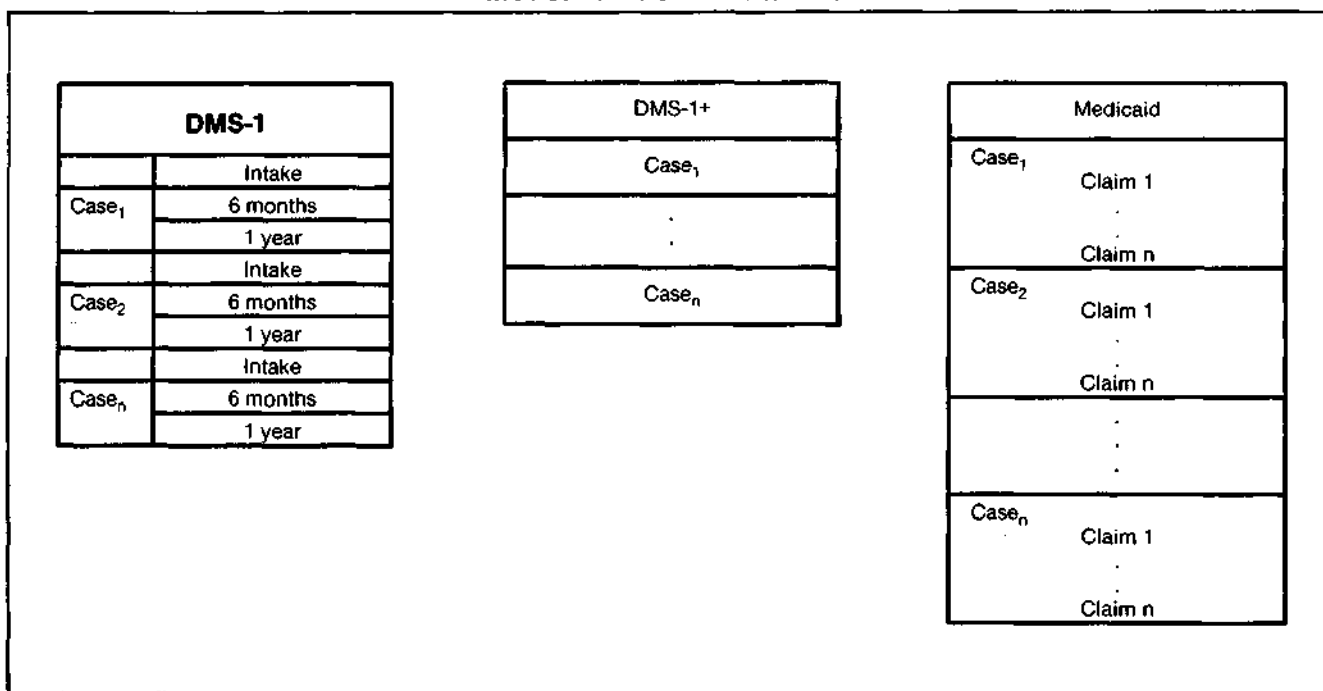 DMS-1
Intake
Case₁ 6 months
1 year
Intake
Case₂ 6 months
1 year
Intake
Caseₙ 6 months
1 year
DMS-1+
Case₁
.
.
Caseₙ
Medicaid
Case₁
Claim 1
.
.
Claim n
Case₂
Claim 1
.
.
Claim n
.
.
.
Caseₙ
Claim 1
.
.
Claim n